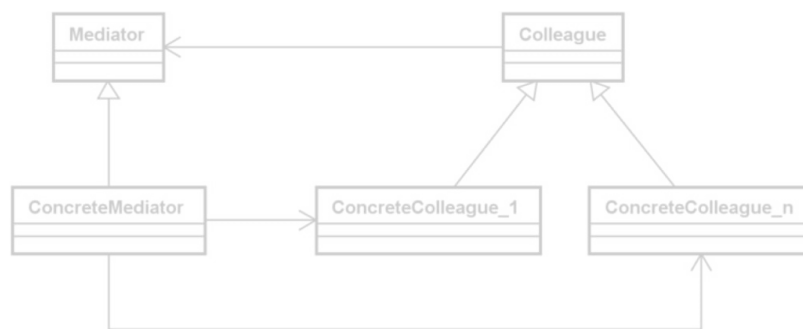 Mediator
Colleague
ConcreteMediator
ConcreteColleague_1
ConcreteColleague_n